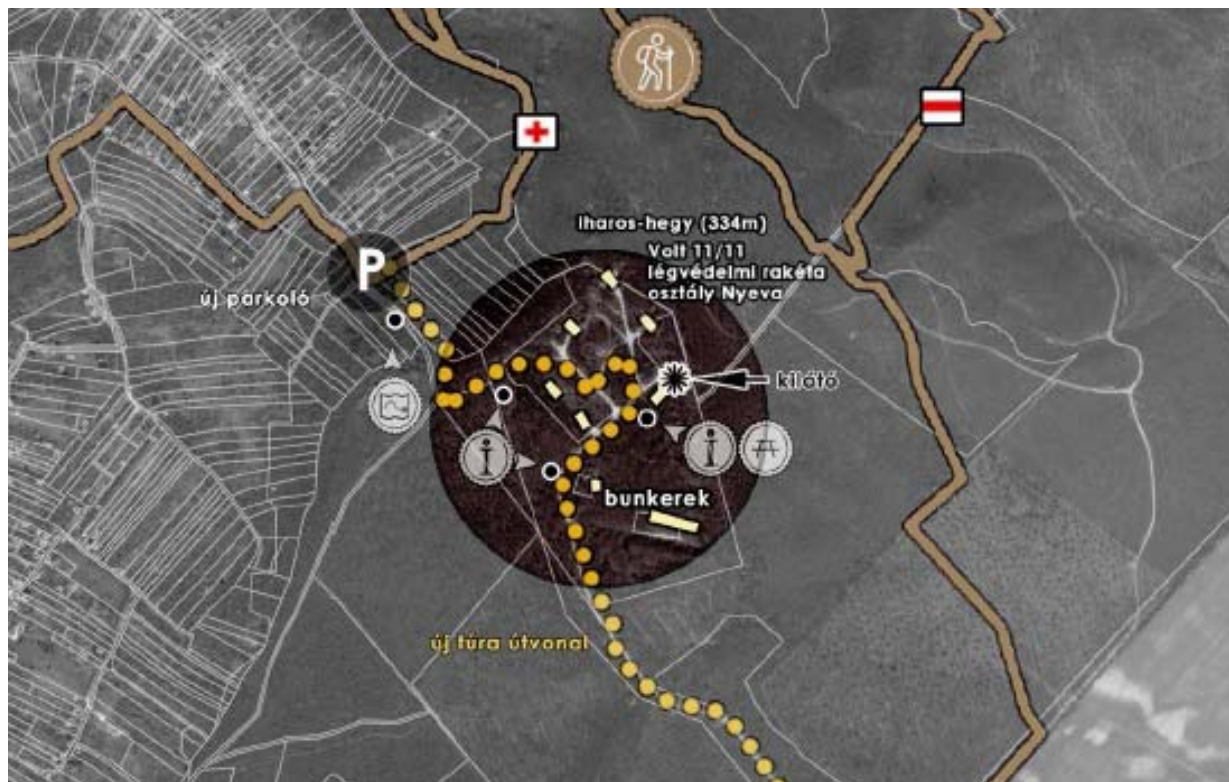 Iharos-hegy (334m)
Volt 11/11
légvédelmi rakéta
osztály Nyeva
P
új parkoló
kilátó
i
i
bunkerek
új túra útvonal